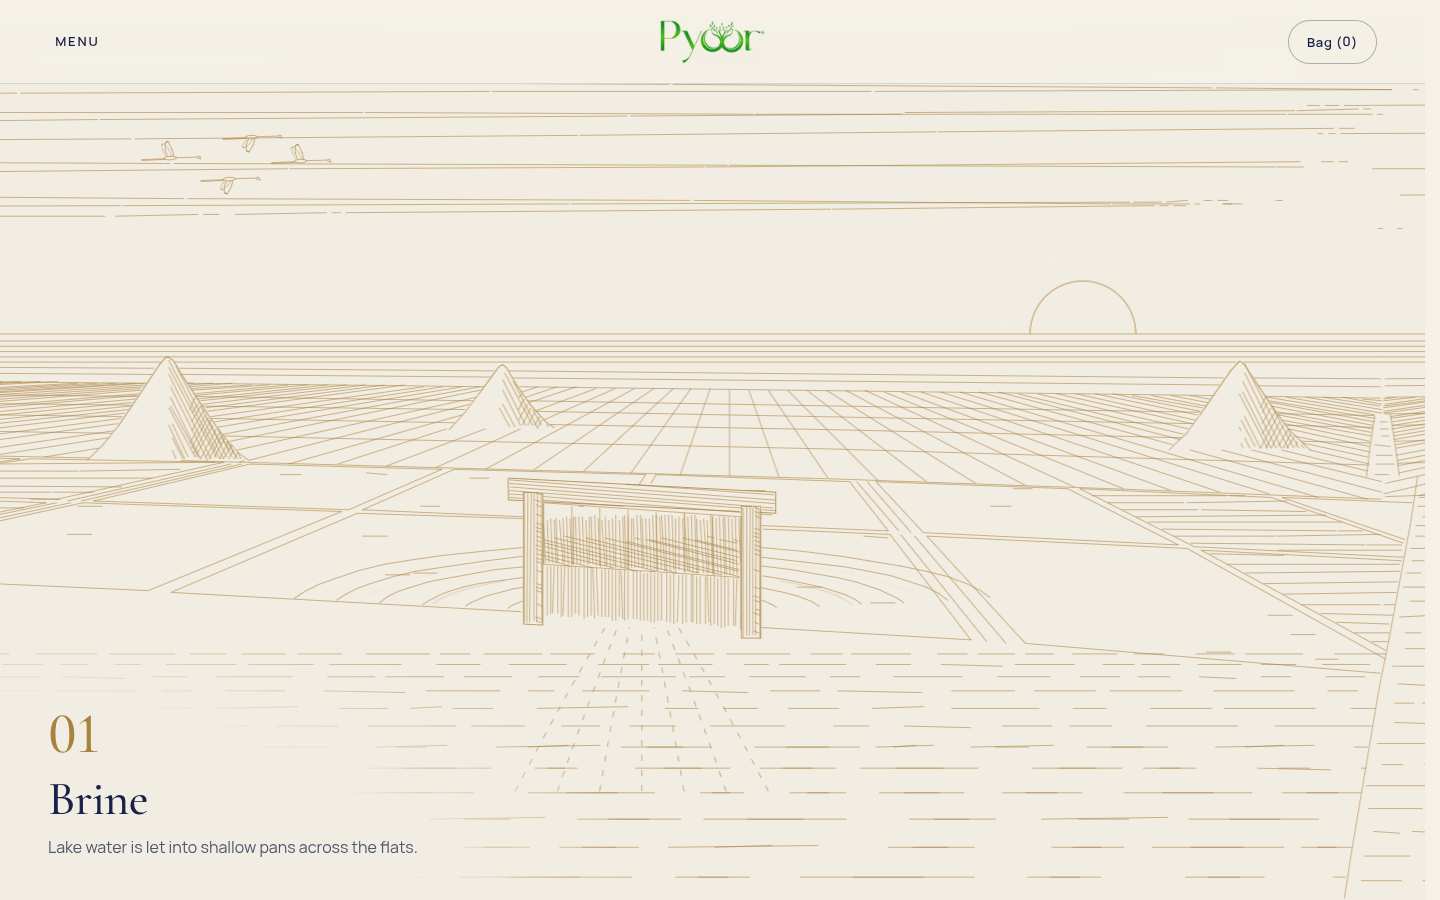 MENU
Pyoor
Bag (0)
01
Brine
Lake water is let into shallow pans across the flats.